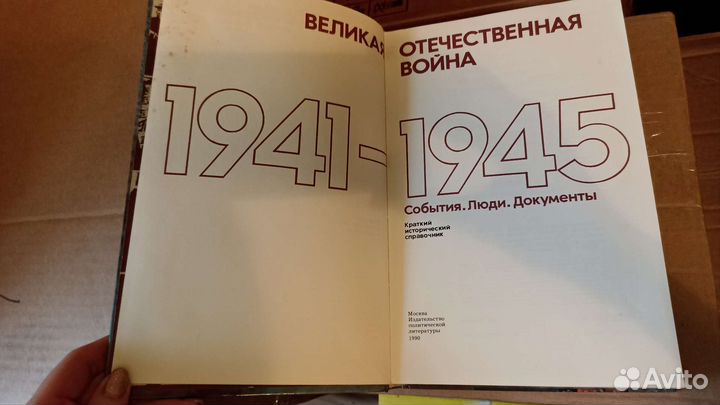 ВЕЛИКАЯ ОТЕЧЕСТВЕННАЯ
ВОЙНА
1941–1945
События. Люди. Документы
Краткий
исторический
справочник
Москва
Издательство
политической
литературы
1990
Avito